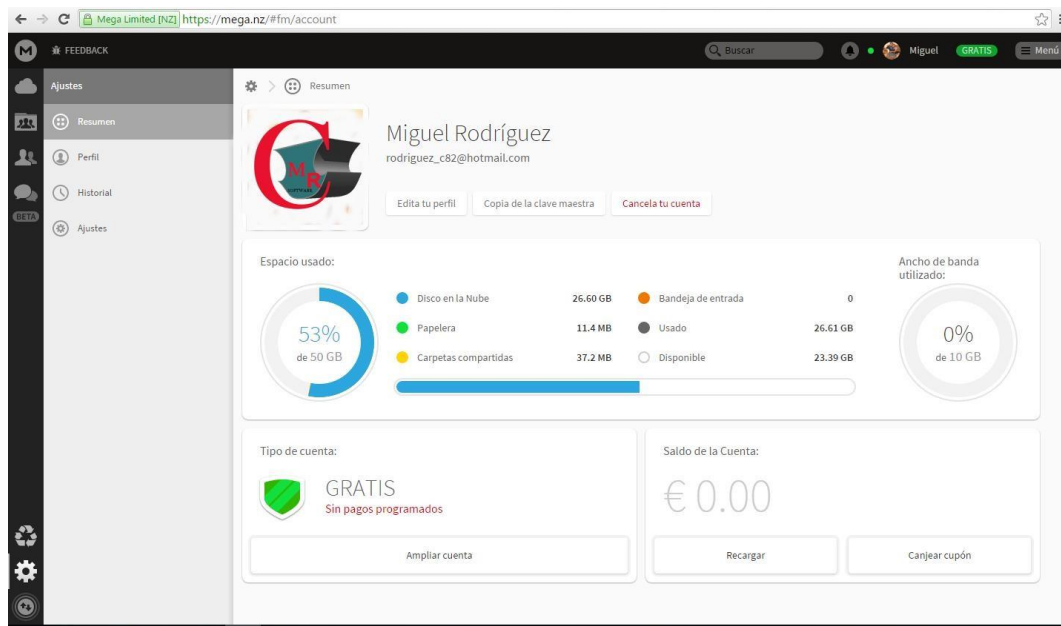 Mega Limited [NZ] https://mega.nz/#fm/account
M FEEDBACK Buscar Miguel GRATIS Menú
Ajustes
Resumen
Perfil
Historial
BETA
Ajustes
Resumen
C M R SOFTWARE
Miguel Rodríguez
rodriguez_c82@hotmail.com
Edita tu perfil Copia de la clave maestra Cancela tu cuenta
Espacio usado:
53%
de 50 GB
Disco en la Nube 26.60 GB
Papelera 11.4 MB
Carpetas compartidas 37.2 MB
Bandeja de entrada 0
Usado 26.61 GB
Disponible 23.39 GB
Ancho de banda
utilizado:
0%
de 10 GB
Tipo de cuenta:
GRATIS
Sin pagos programados
Ampliar cuenta
Saldo de la Cuenta:
€ 0.00
Recargar Canjear cupón